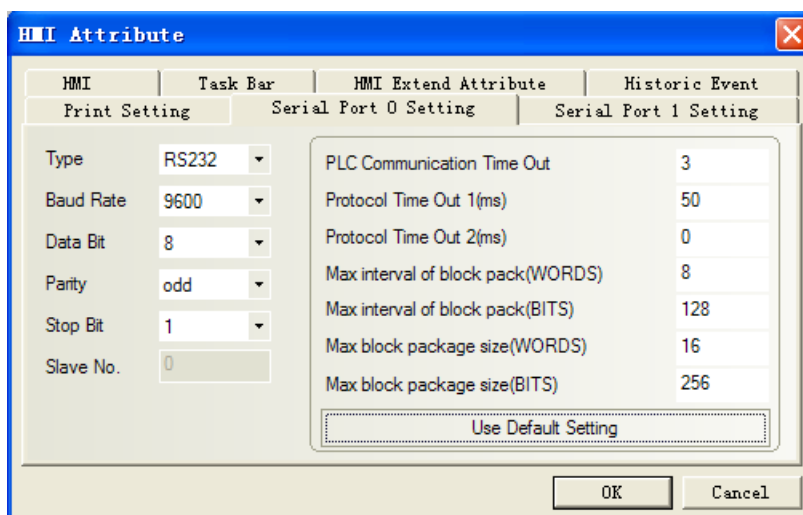 HMI Attribute
HMI Task Bar HMI Extend Attribute Historic Event
Print Setting Serial Port 0 Setting Serial Port 1 Setting
Type RS232
Baud Rate 9600
Data Bit 8
Parity odd
Stop Bit 1
Slave No. 0
PLC Communication Time Out 3
Protocol Time Out 1(ms) 50
Protocol Time Out 2(ms) 0
Max interval of block pack(WORDS) 8
Max interval of block pack(BITS) 128
Max block package size(WORDS) 16
Max block package size(BITS) 256
Use Default Setting
OK Cancel